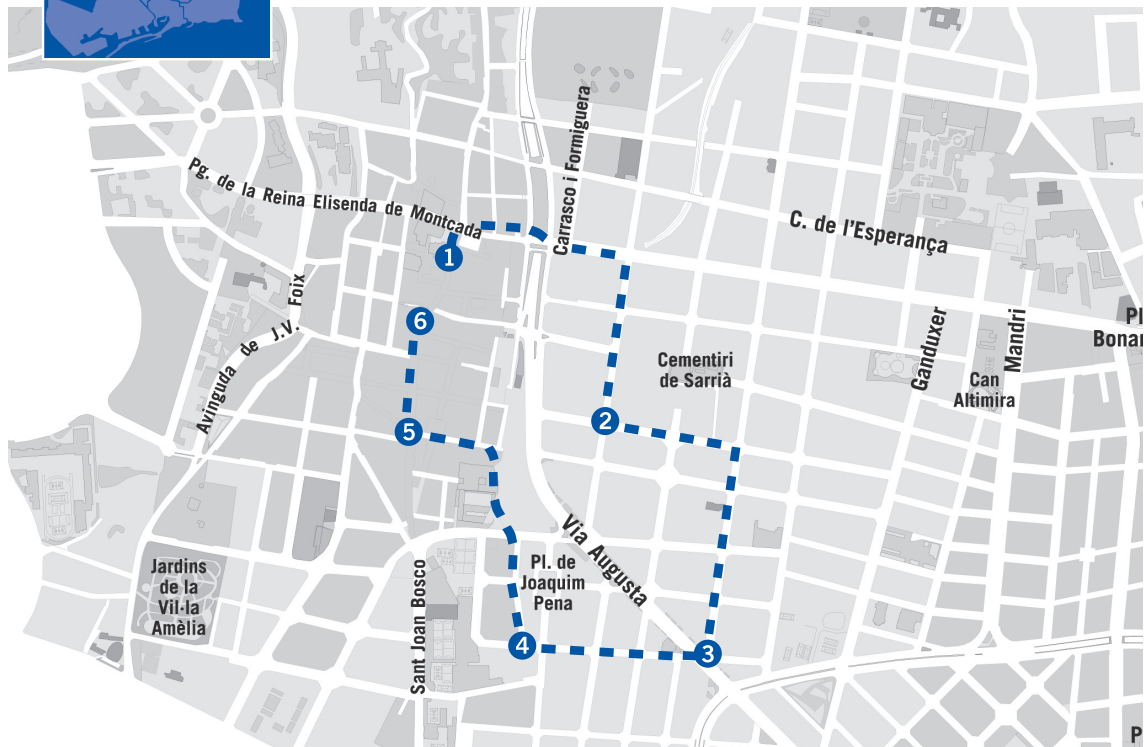 Pg. de la Reina Elisenda de Montcada
Carrasco i Formiguera
C. de l'Esperança
1
6
Avinguda de J.V. Foix
Cementiri
de Sarrià
Ganduxer
Mandri
Can
Altimira
Pl
Bonan
2
5
Via Augusta
Jardins
de la
Vil·la
Amèlia
Sant Joan Bosco
Pl. de
Joaquim
Pena
4
3
P